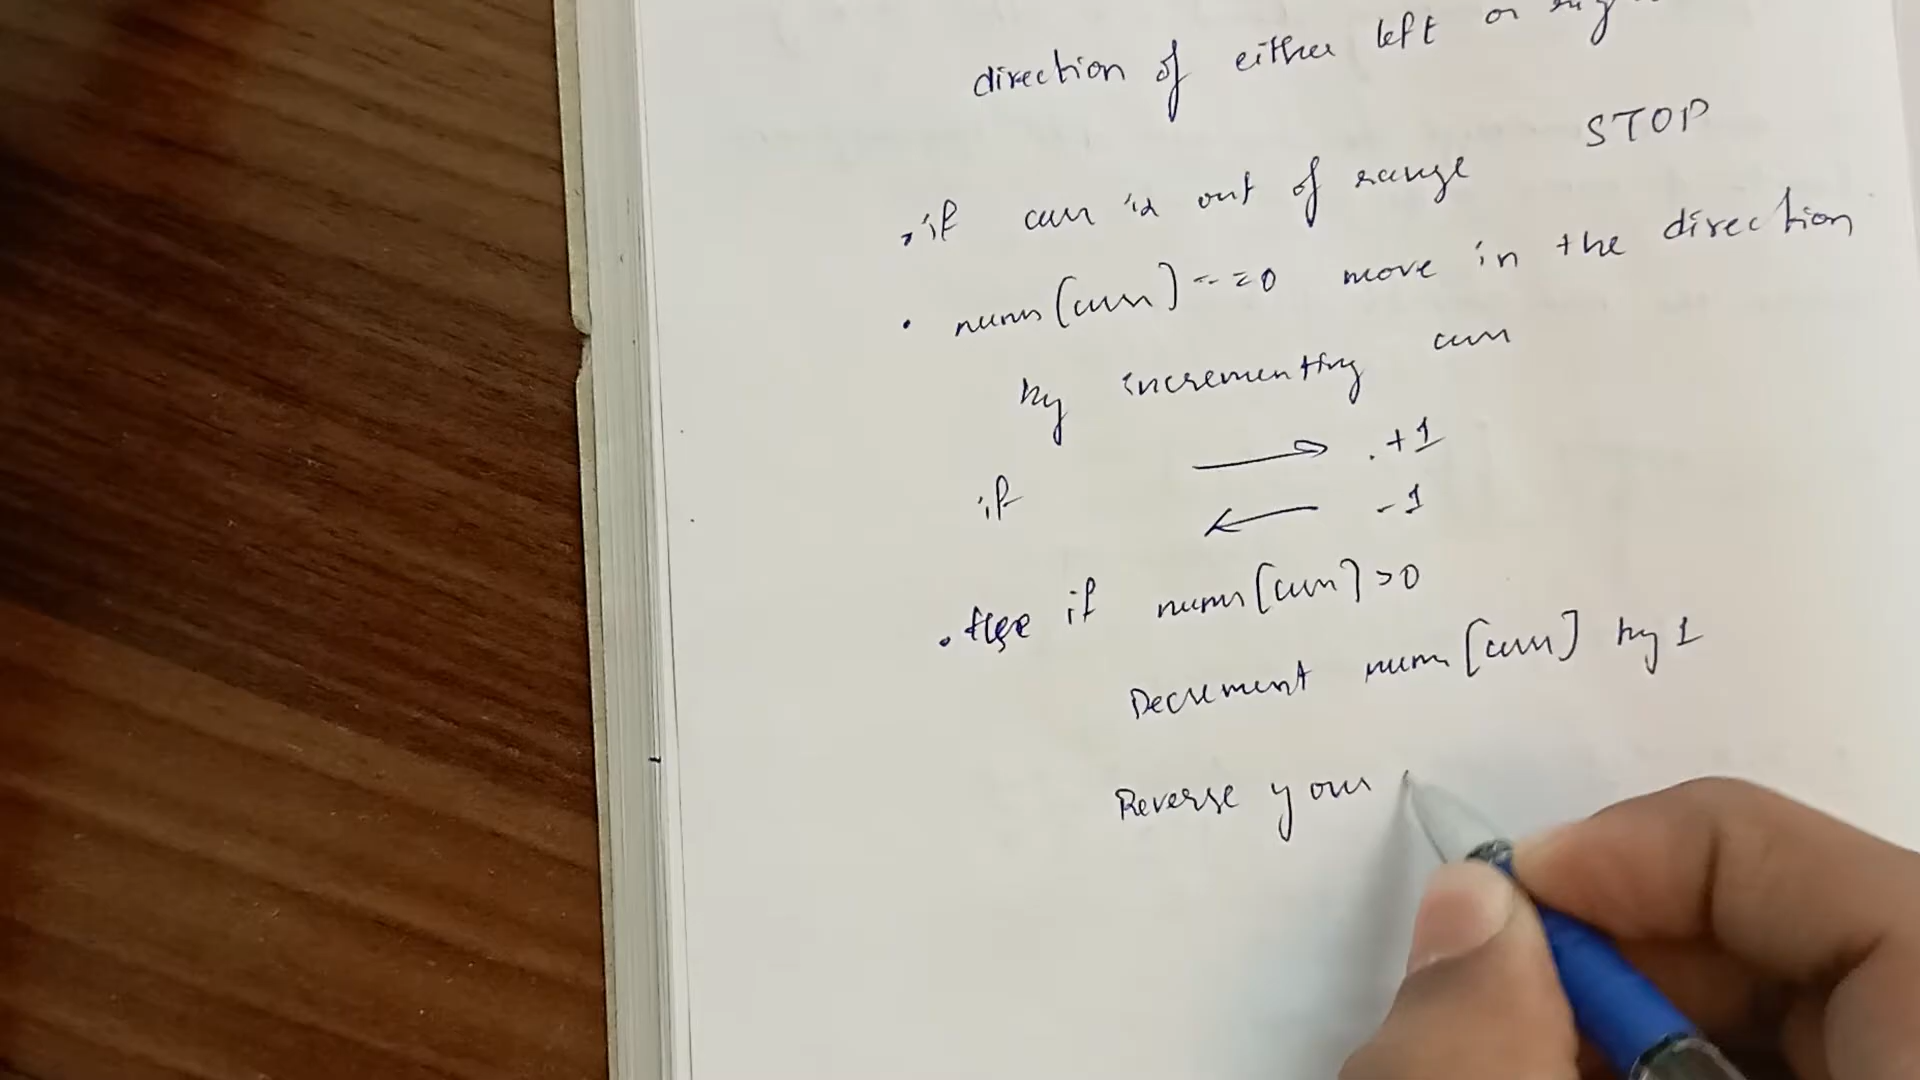 direction of either left or
STOP
if curr is out of range
nums[curr] == 0 move in the direction
by incrementing curr
→ +1
if
← -1
else if nums[curr] > 0
Decrement nums[curr] by 1
Reverse your